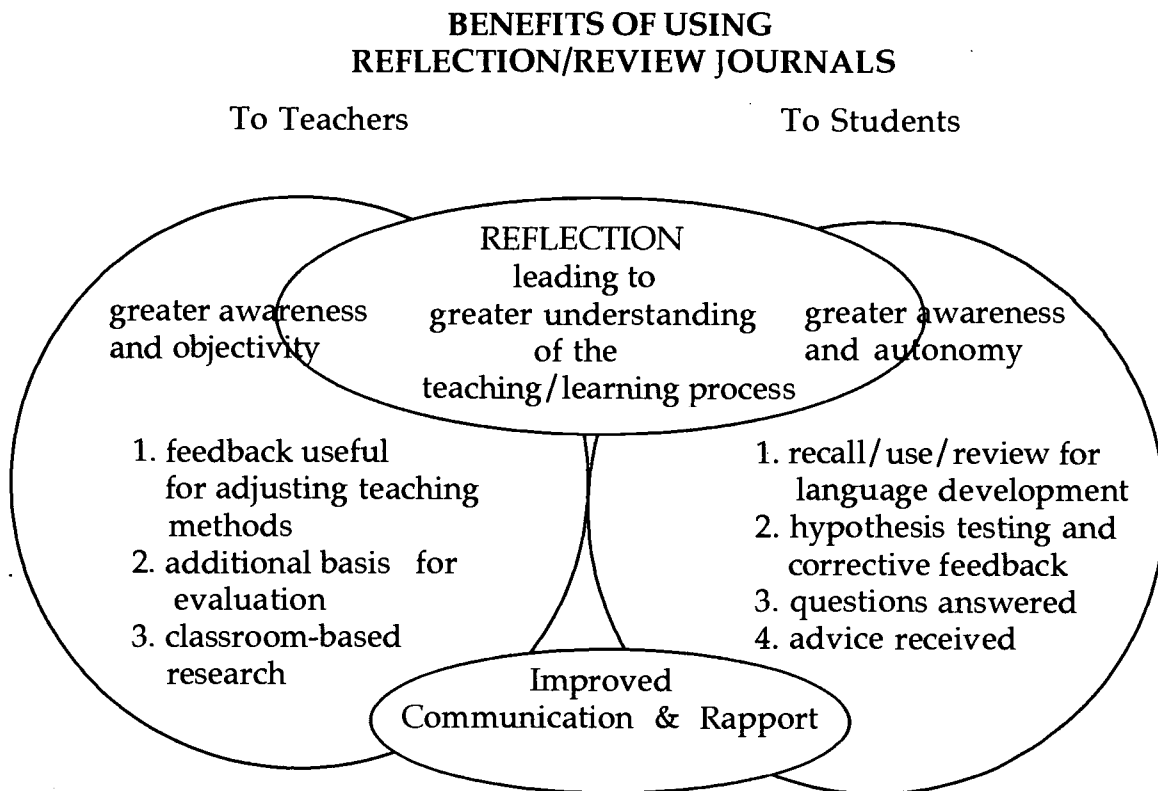 BENEFITS OF USING
REFLECTION/REVIEW JOURNALS
To Teachers
To Students
REFLECTION
leading to
greater understanding
of the
teaching/learning process
greater awareness
and objectivity
greater awareness
and autonomy
1. feedback useful
for adjusting teaching
methods
2. additional basis for
evaluation
3. classroom-based
research
1. recall/use/review for
language development
2. hypothesis testing and
corrective feedback
3. questions answered
4. advice received
Improved
Communication & Rapport